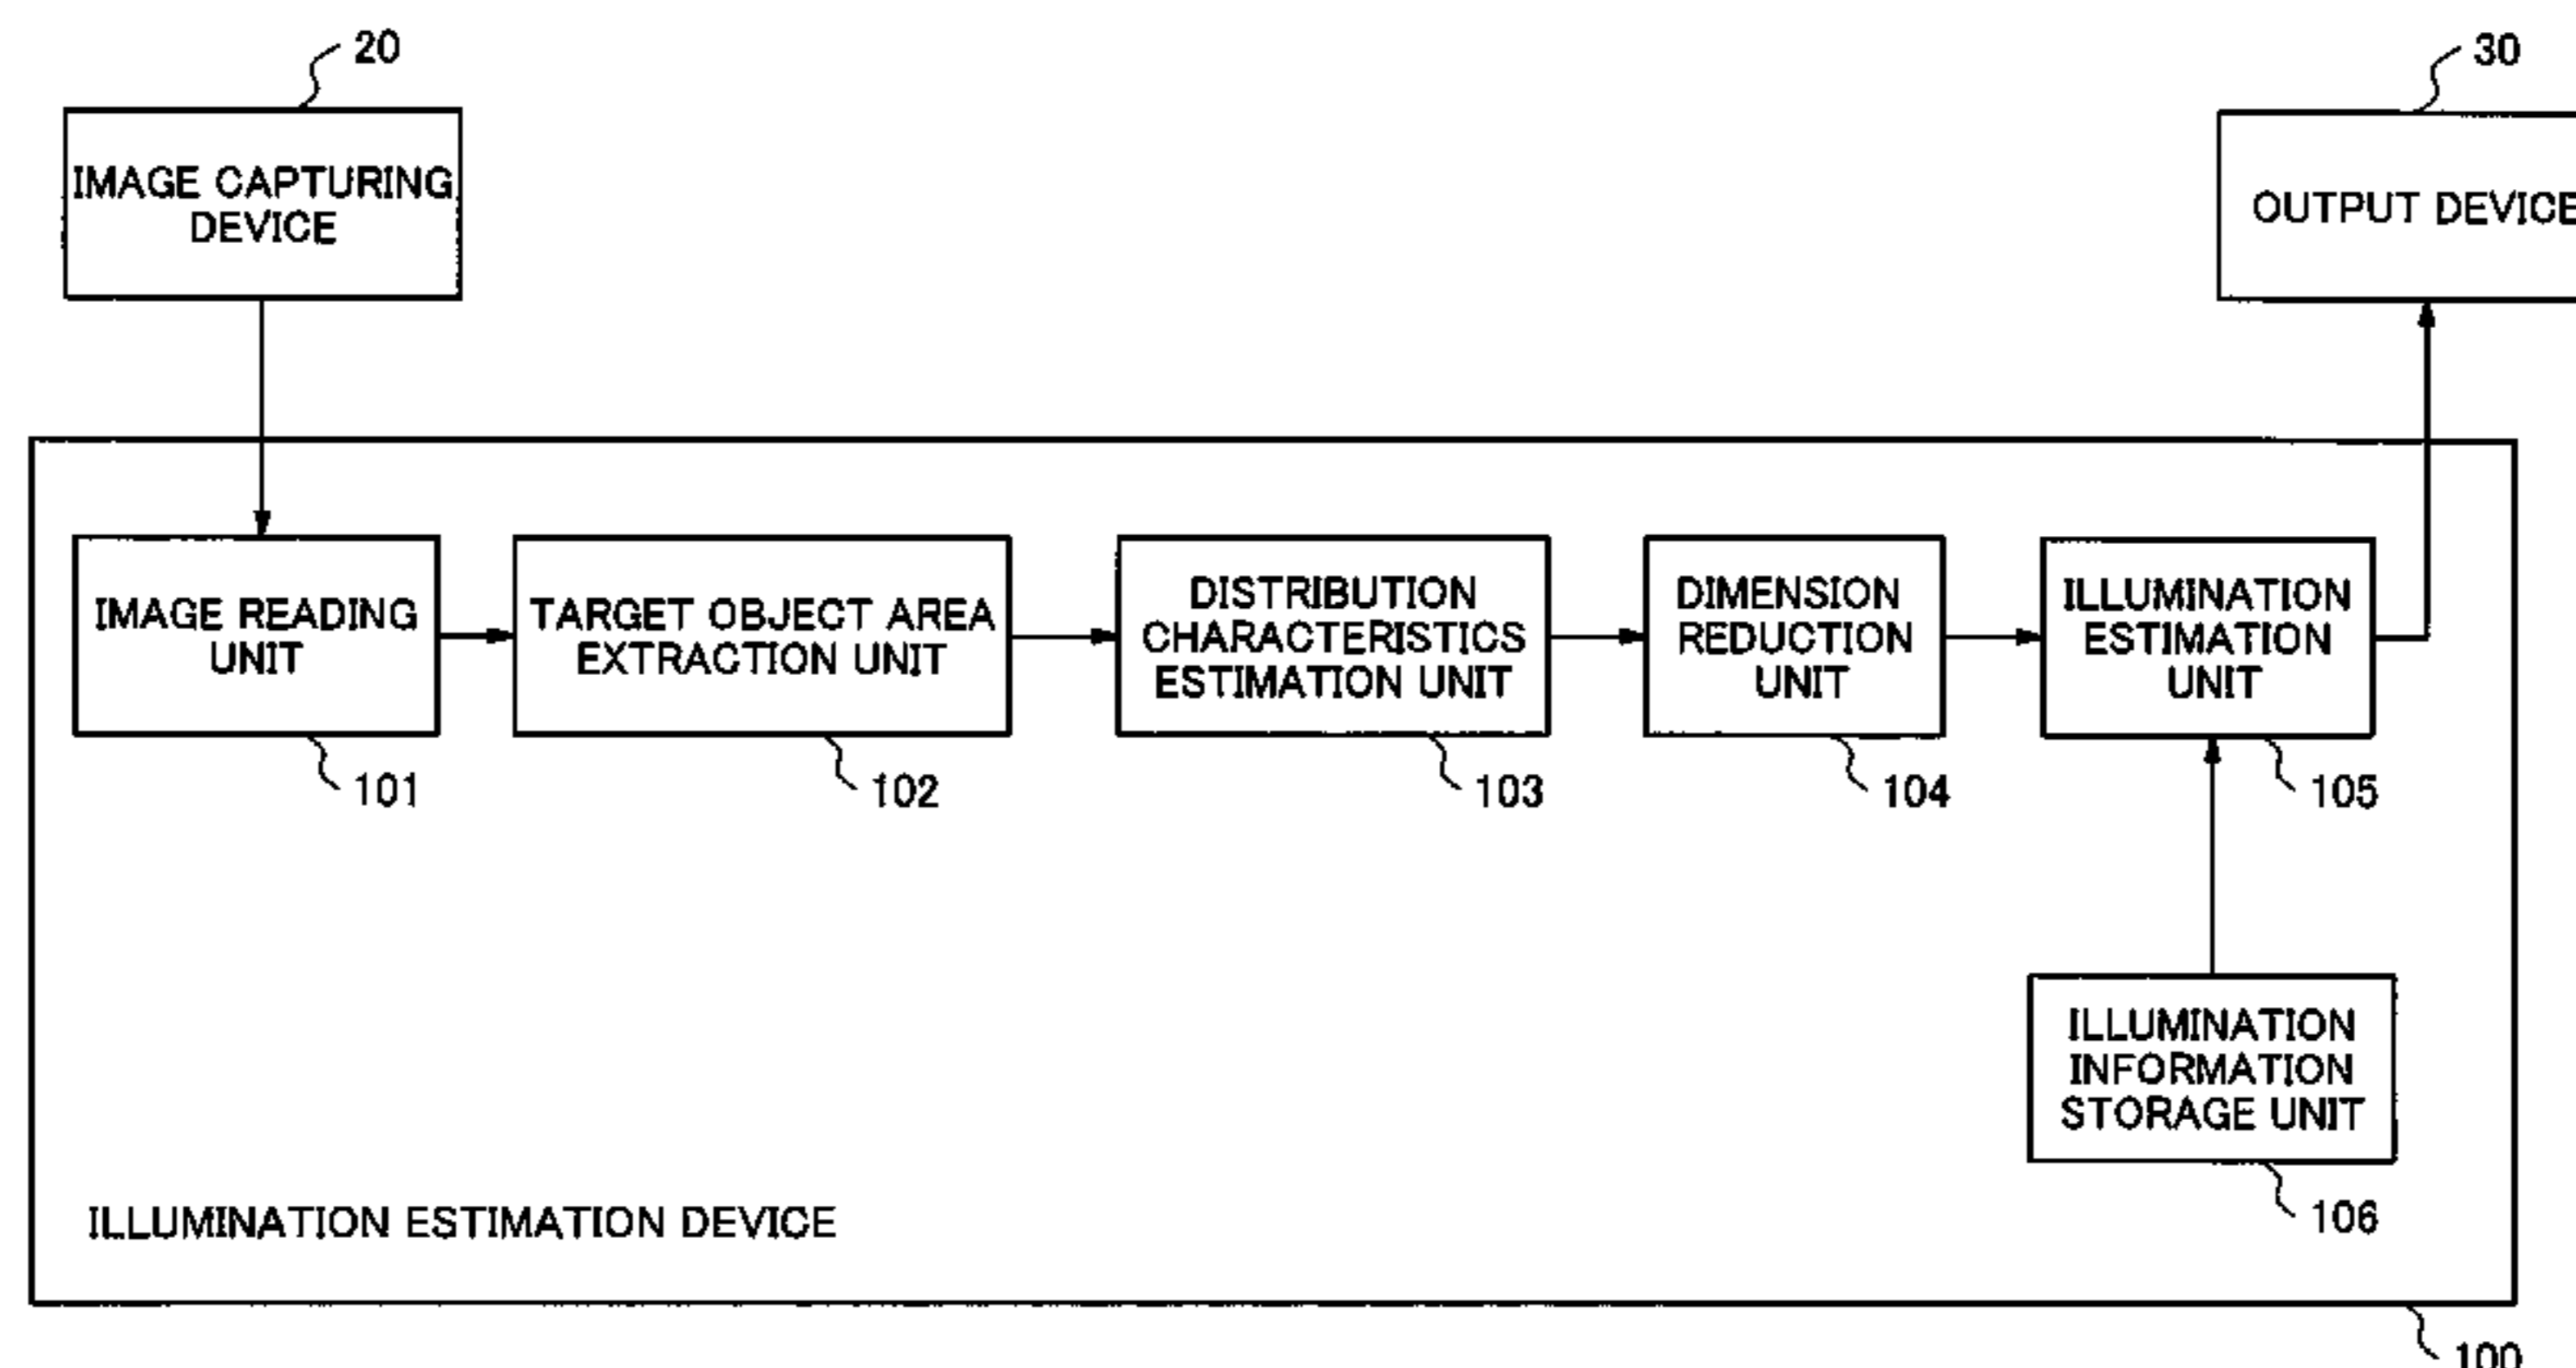 20
30
IMAGE CAPTURING
DEVICE
OUTPUT DEVICE
IMAGE READING
UNIT
TARGET OBJECT AREA
EXTRACTION UNIT
DISTRIBUTION
CHARACTERISTICS
ESTIMATION UNIT
DIMENSION
REDUCTION
UNIT
ILLUMINATION
ESTIMATION
UNIT
101
102
103
104
105
ILLUMINATION
INFORMATION
STORAGE UNIT
106
ILLUMINATION ESTIMATION DEVICE
100